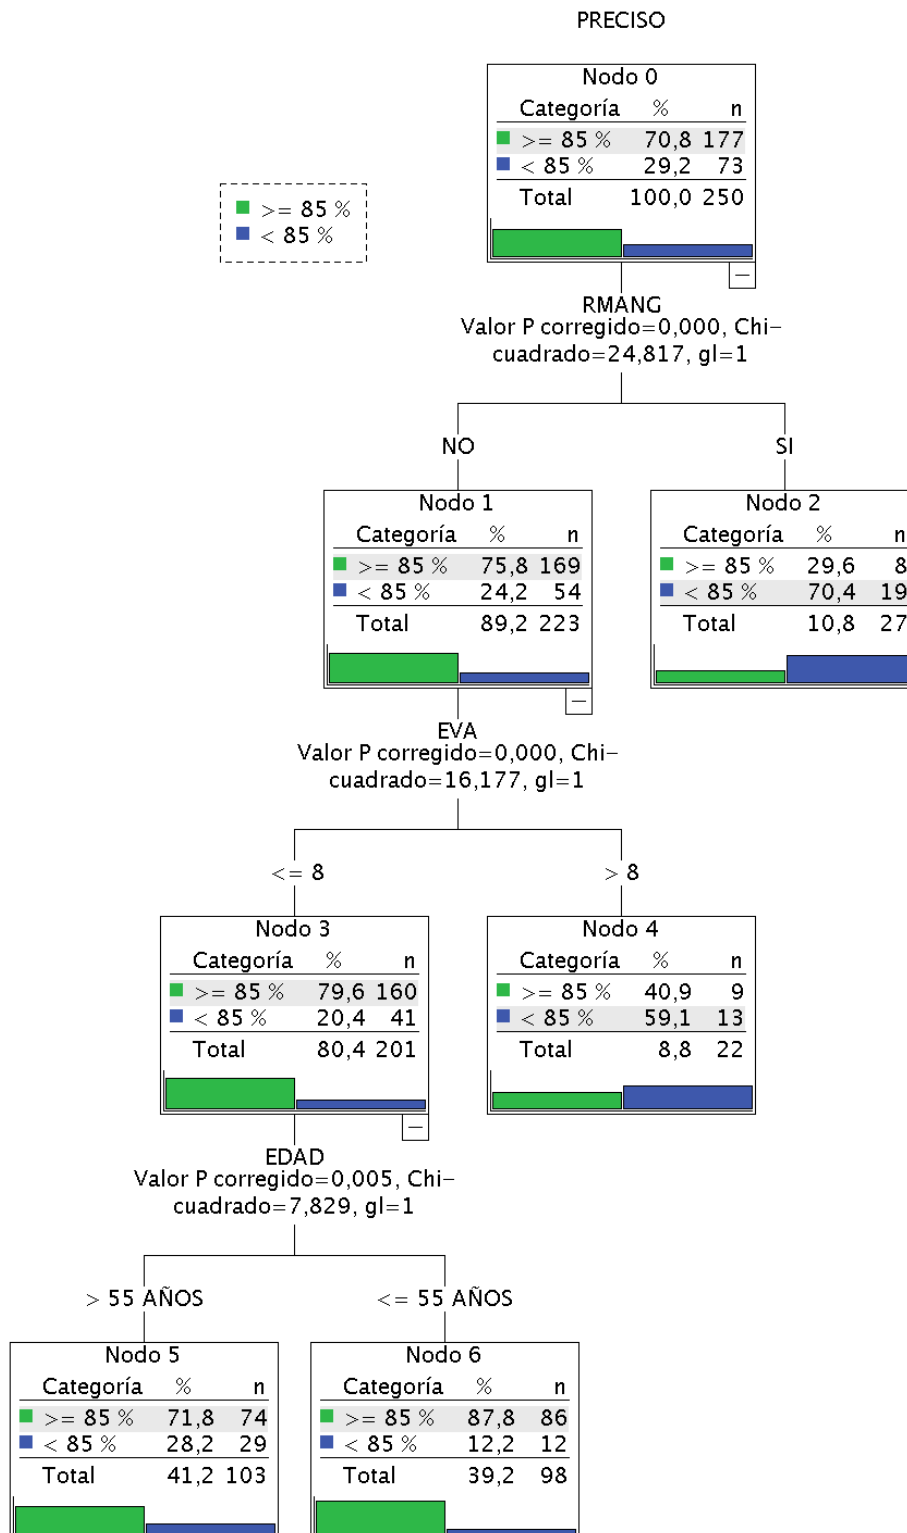 PRECISO
Nodo 0
Categoría % n
>= 85 % 70,8 177
< 85 % 29,2 73
Total 100,0 250
>= 85 %
< 85 %
RMANG
Valor P corregido=0,000, Chi-
cuadrado=24,817, gl=1
NO
SI
Nodo 1
Categoría % n
>= 85 % 75,8 169
< 85 % 24,2 54
Total 89,2 223
Nodo 2
Categoría % n
>= 85 % 29,6 8
< 85 % 70,4 19
Total 10,8 27
EVA
Valor P corregido=0,000, Chi-
cuadrado=16,177, gl=1
<= 8
> 8
Nodo 3
Categoría % n
>= 85 % 79,6 160
< 85 % 20,4 41
Total 80,4 201
Nodo 4
Categoría % n
>= 85 % 40,9 9
< 85 % 59,1 13
Total 8,8 22
EDAD
Valor P corregido=0,005, Chi-
cuadrado=7,829, gl=1
> 55 AÑOS
<= 55 AÑOS
Nodo 5
Categoría % n
>= 85 % 71,8 74
< 85 % 28,2 29
Total 41,2 103
Nodo 6
Categoría % n
>= 85 % 87,8 86
< 85 % 12,2 12
Total 39,2 98